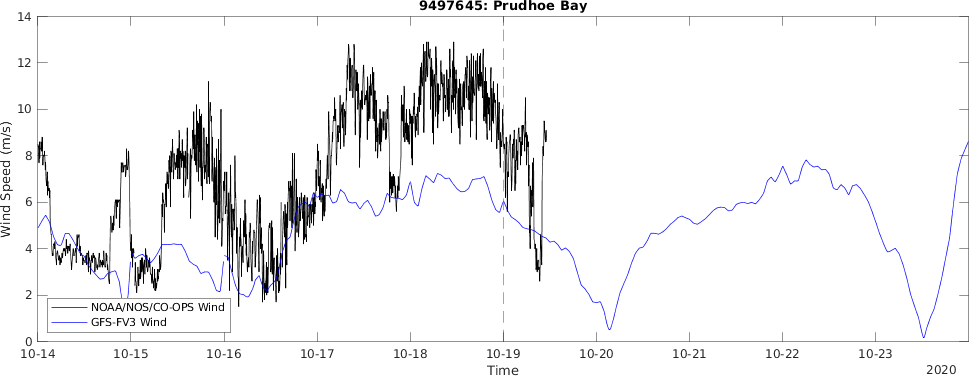 9497645: Prudhoe Bay
14
12
10
8
6
4
2
0
Wind Speed (m/s)
NOAA/NOS/CO-OPS Wind
GFS-FV3 Wind
10-14 10-15 10-16 10-17 10-18 10-19 10-20 10-21 10-22 10-23
Time
2020